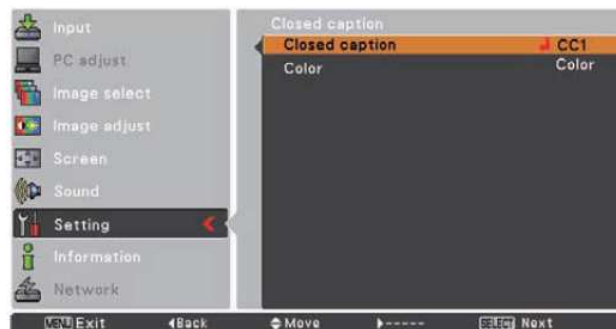 Input
PC adjust
Image select
Image adjust
Screen
Sound
Setting
Information
Network
Closed caption
Closed caption CC1
Color Color
MENU Exit ◀Back Move ▶----- SELECT Next